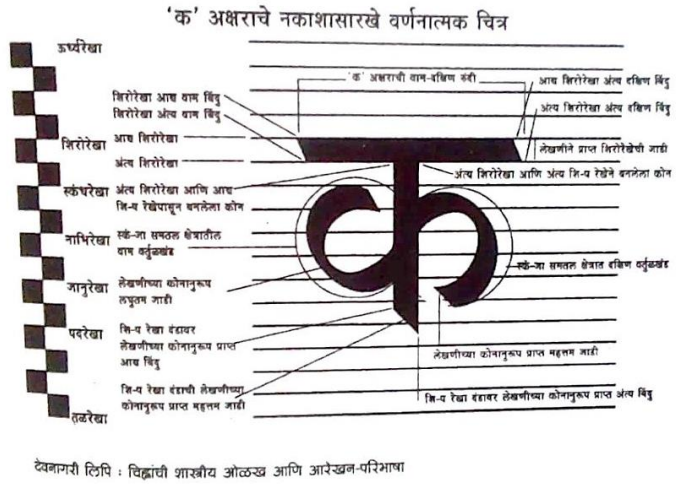 'क' अक्षराचे नकाशासारखे वर्णनात्मक चित्र
ऊर्ध्वरेखा
'क' अक्षराची वाम-दक्षिण रुंदी
आद्य शिरोरेखा अंत्य दक्षिण बिंदु
शिरोरेखा आद्य वाम बिंदु
शिरोरेखा अंत्य वाम बिंदु
अंत्य शिरोरेखा अंत्य दक्षिण बिंदु
शिरोरेखा
आद्य शिरोरेखा
लेखणीने प्राप्त शिरोरेखेची जाडी
अंत्य शिरोरेखा
अंत्य शिरोरेखा आणि अंत्य शि-प रेखेने बनलेला कोन
स्कंधरेखा
अंत्य शिरोरेखा आणि आद्य
शि-प रेखेपासून बनलेला कोन
नाभिरेखा
स्कं-जा समतल क्षेत्रातील
वाम वर्तुळखंड
स्कं-जा समतल क्षेत्रात दक्षिण वर्तुळखंड
जानुरेखा
लेखणीच्या कोनानुरूप
लघुतम जाडी
पदरेखा
शि-प रेखा दंडावर
लेखणीच्या कोनानुरूप प्राप्त
आद्य बिंदु
लेखणीच्या कोनानुरूप प्राप्त महत्तम जाडी
शि-प रेखा दंडाची लेखणीच्या
कोनानुरूप प्राप्त महत्तम जाडी
शि-प रेखा दंडावर लेखणीच्या कोनानुरूप प्राप्त अंत्य बिंदु
तळरेखा
देवनागरी लिपि : चिह्नांची शास्त्रीय ओळख आणि आरेखन-परिभाषा